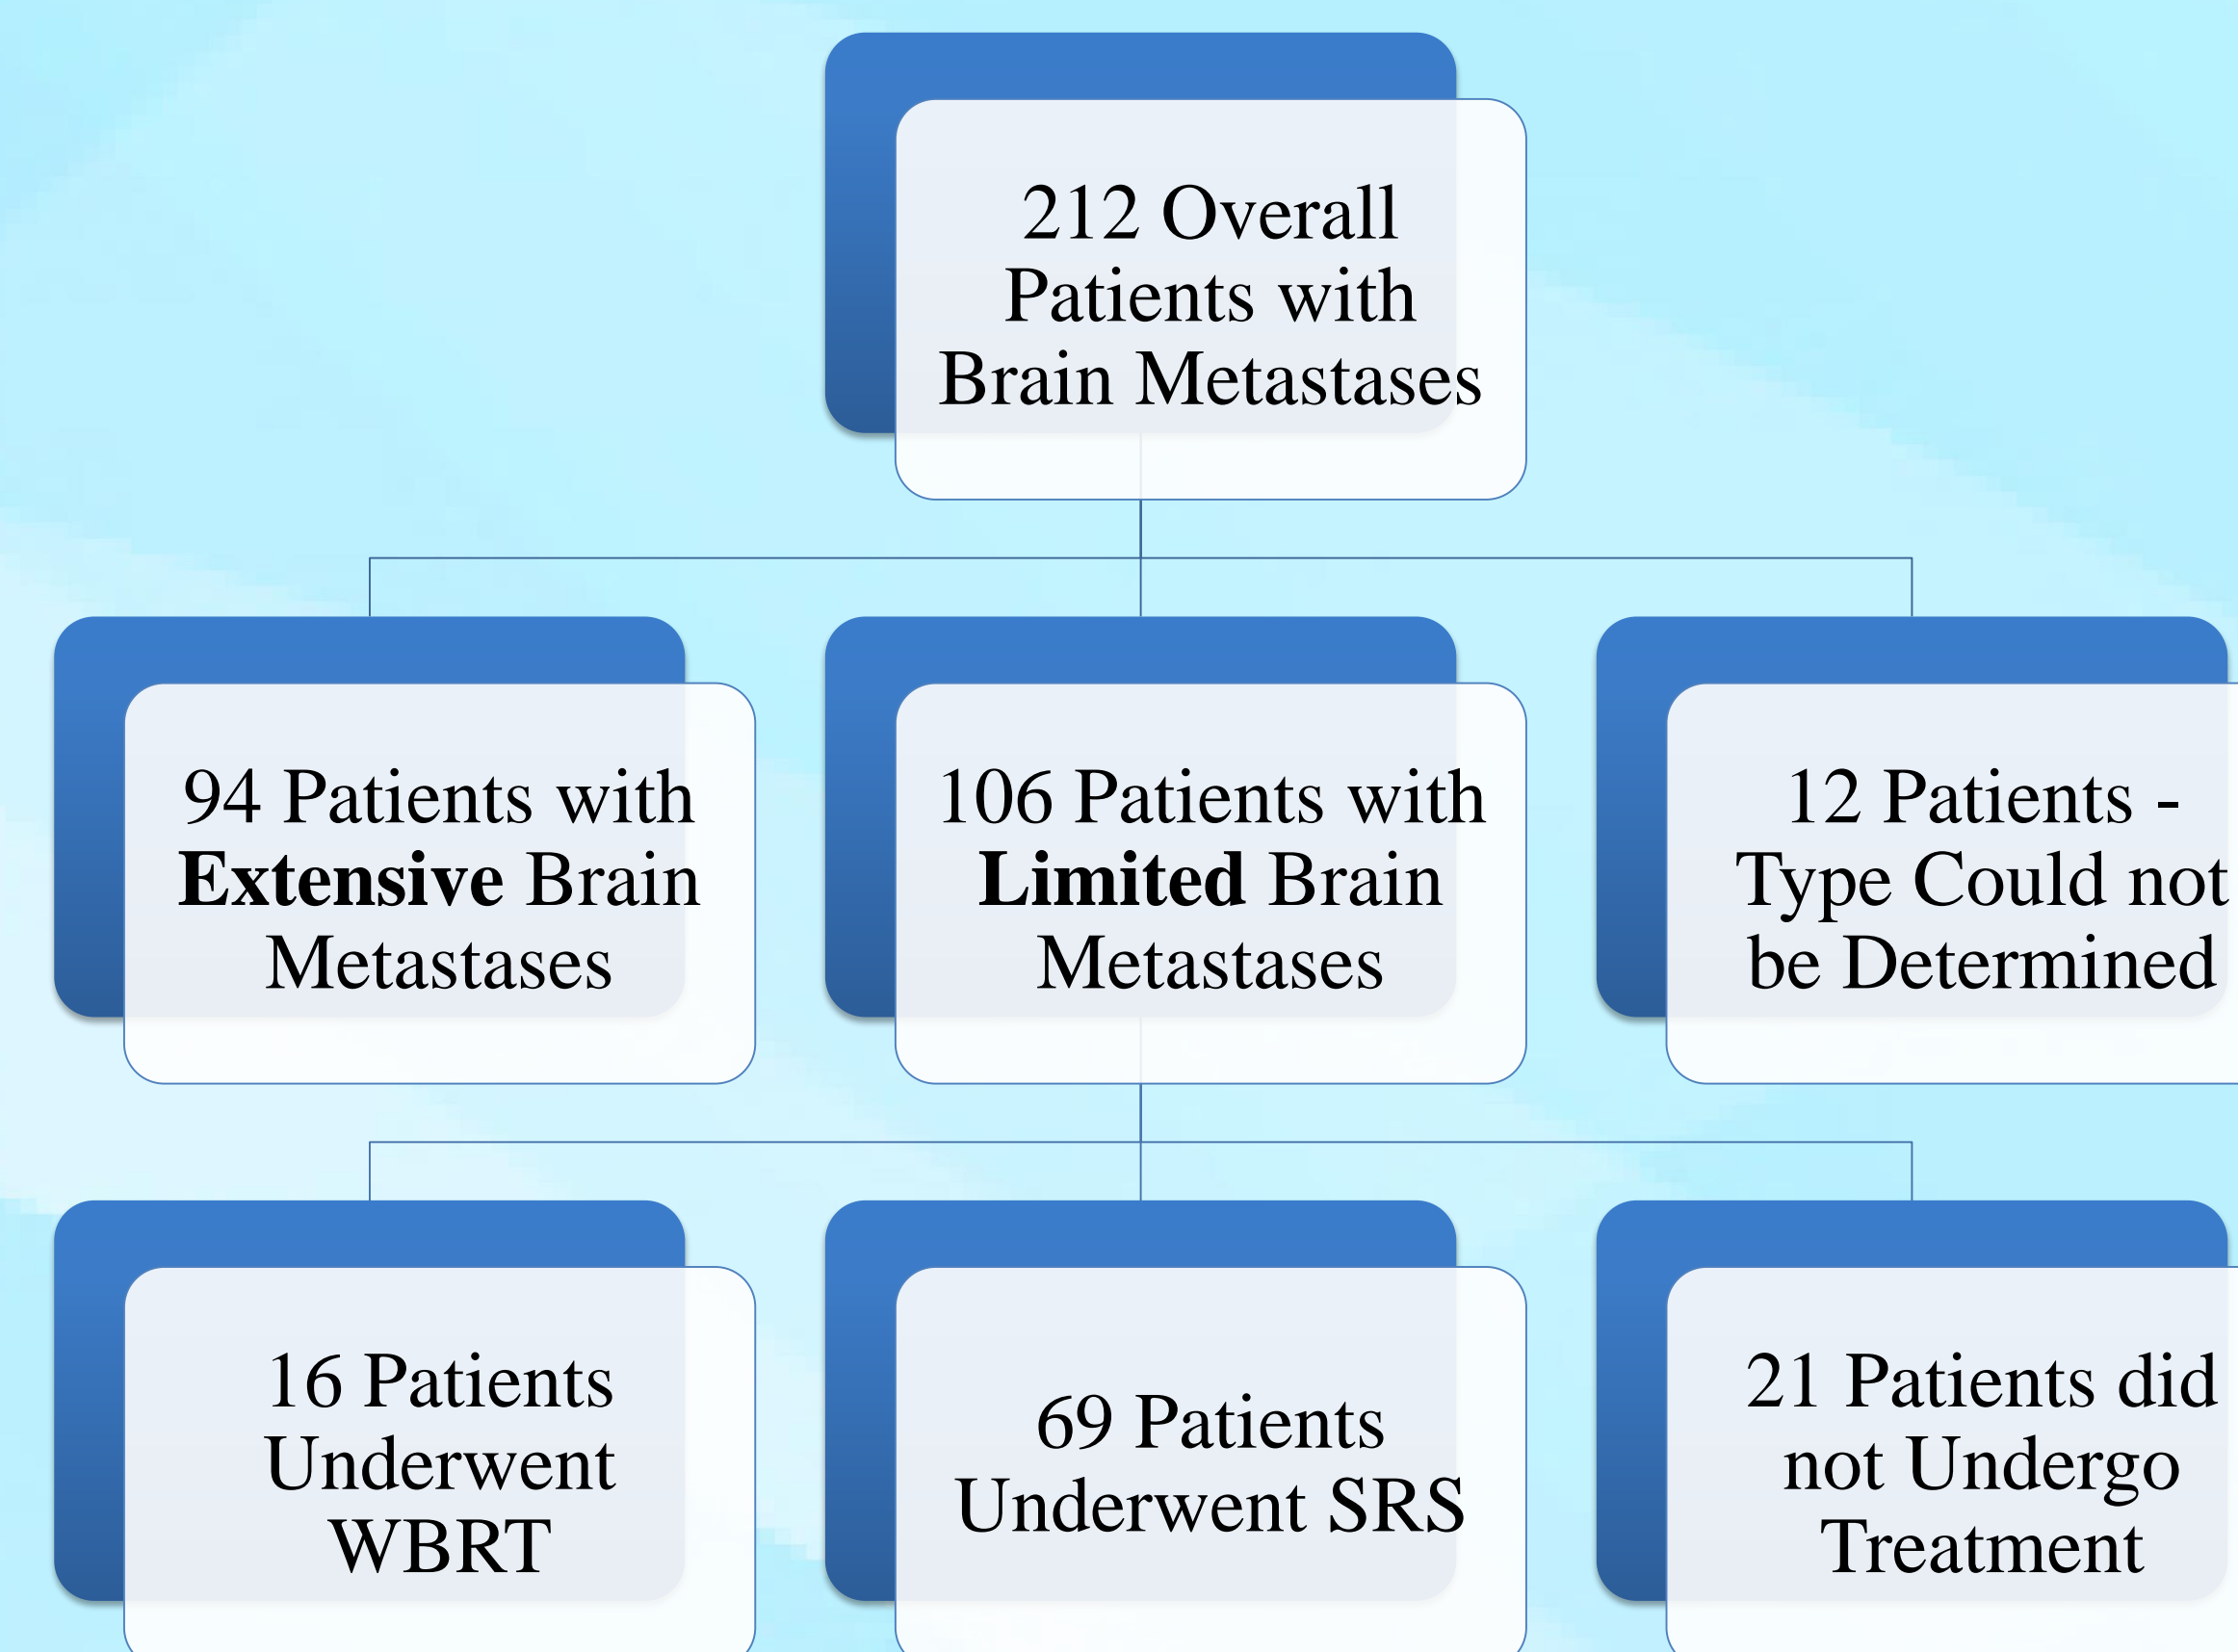 212 Overall
Patients with
Brain Metastases
94 Patients with
Extensive Brain
Metastases
106 Patients with
Limited Brain
Metastases
12 Patients -
Type Could not
be Determined
16 Patients
Underwent
WBRT
69 Patients
Underwent SRS
21 Patients did
not Undergo
Treatment